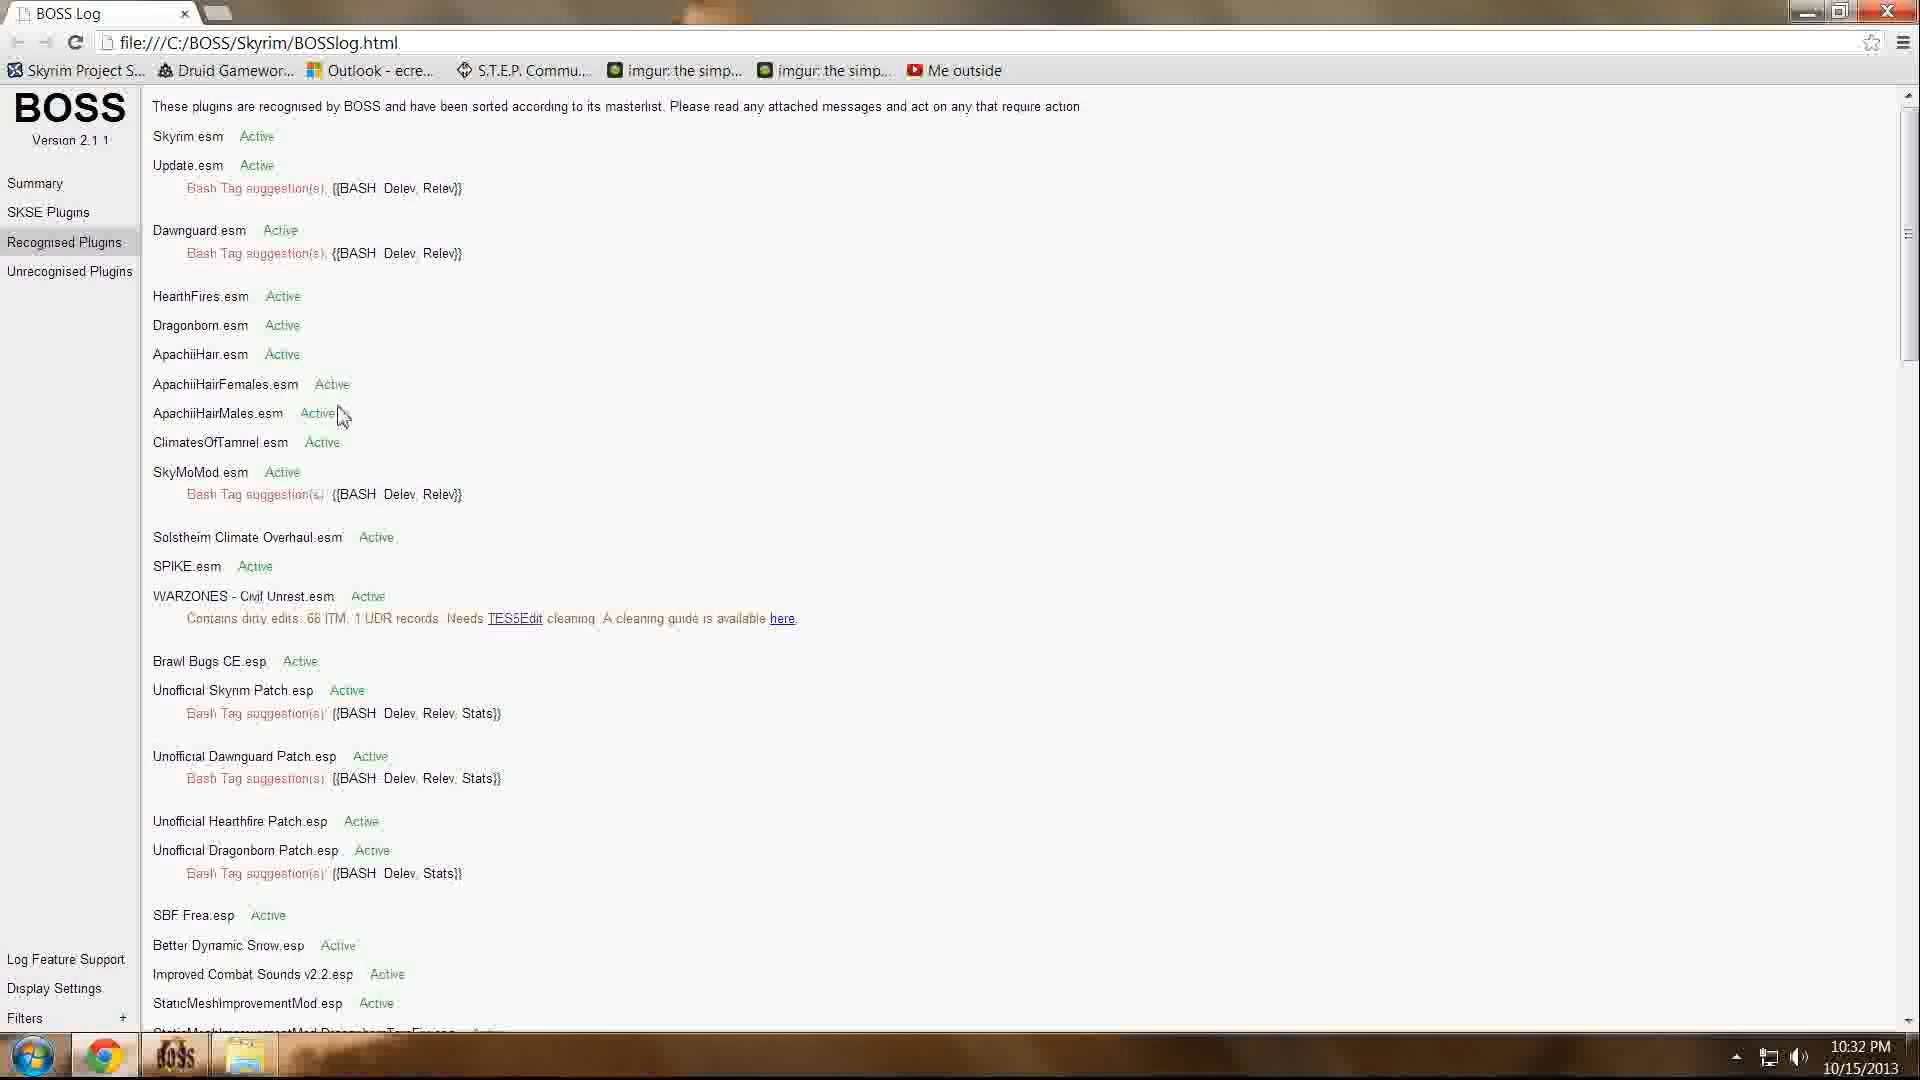 BOSS Log
file:///C:/BOSS/Skyrim/BOSSlog.html
Skyrim Project S... Druid Gamewor... Outlook - ecre... S.T.E.P. Commu... imgur: the simp... imgur: the simp... Me outside
BOSS
Version 2.1.1
Summary
SKSE Plugins
Recognised Plugins
Unrecognised Plugins
These plugins are recognised by BOSS and have been sorted according to its masterlist. Please read any attached messages and act on any that require action
Skyrim.esm Active
Update.esm Active
Bash Tag suggestion(s): {{BASH: Delev, Relev}}
Dawnguard.esm Active
Bash Tag suggestion(s): {{BASH: Delev, Relev}}
HearthFires.esm Active
Dragonborn.esm Active
ApachiiHair.esm Active
ApachiiHairFemales.esm Active
ApachiiHairMales.esm Active
ClimatesOfTamriel.esm Active
SkyMoMod.esm Active
Bash Tag suggestion(s): {{BASH: Delev, Relev}}
Solstheim Climate Overhaul.esm Active
SPIKE.esm Active
WARZONES - Civil Unrest.esm Active
Contains dirty edits: 66 ITM, 1 UDR records. Needs TES5Edit cleaning. A cleaning guide is available here.
Brawl Bugs CE.esp Active
Unofficial Skyrim Patch.esp Active
Bash Tag suggestion(s): {{BASH: Delev, Relev, Stats}}
Unofficial Dawnguard Patch.esp Active
Bash Tag suggestion(s): {{BASH: Delev, Relev, Stats}}
Unofficial Hearthfire Patch.esp Active
Unofficial Dragonborn Patch.esp Active
Bash Tag suggestion(s): {{BASH: Delev, Stats}}
SBF Frea.esp Active
Better Dynamic Snow.esp Active
Improved Combat Sounds v2.2.esp Active
StaticMeshImprovementMod.esp Active
Log Feature Support
Display Settings
Filters +
BOSS
10:32 PM
10/15/2013